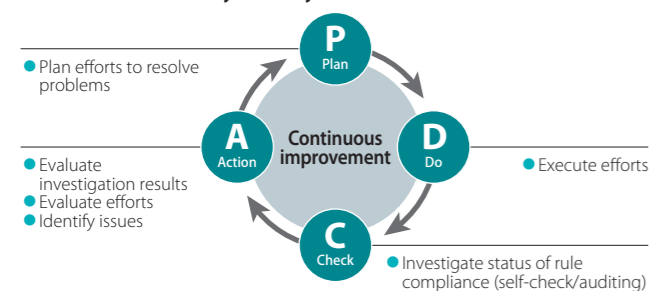 P
Plan
● Plan efforts to resolve
problems
A
Action
Continuous
improvement
D
Do
● Evaluate
investigation results
● Evaluate efforts
● Identify issues
● Execute efforts
C
Check
● Investigate status of rule
compliance (self-check/auditing)